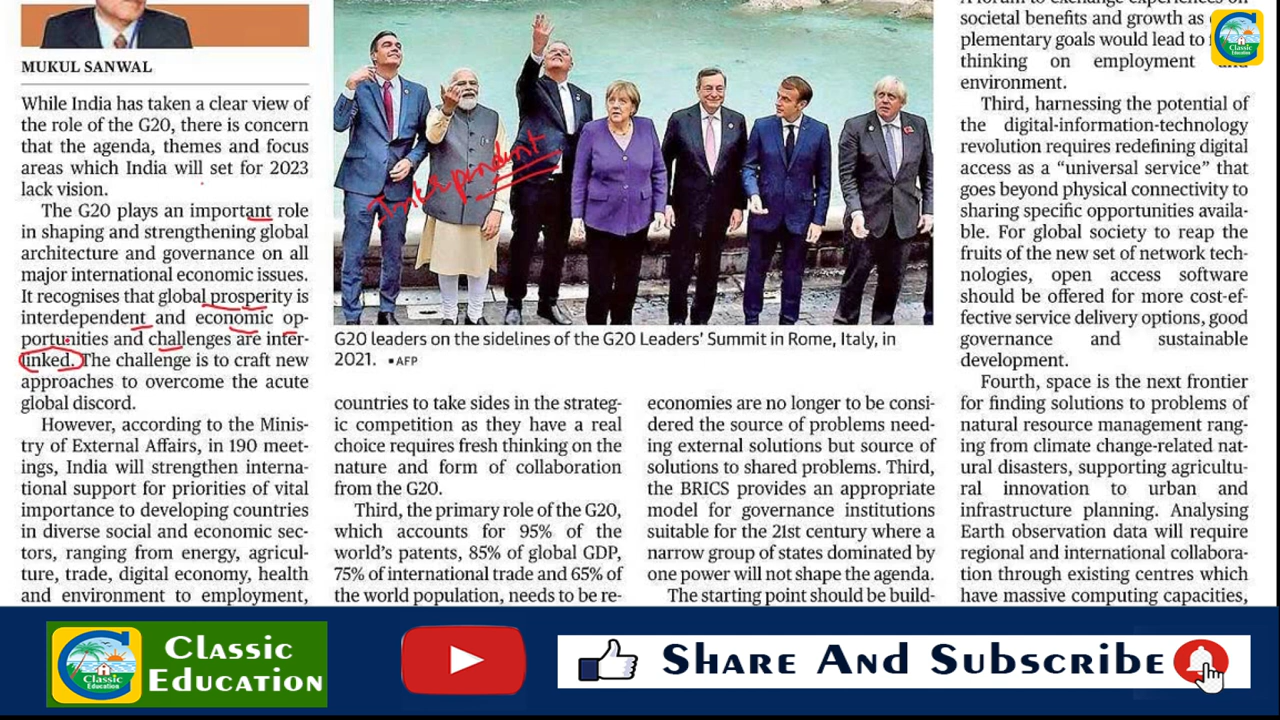 MUKUL SANWAL
While India has taken a clear view of
the role of the G20, there is concern
that the agenda, themes and focus
areas which India will set for 2023
lack vision.
The G20 plays an important role
in shaping and strengthening global
architecture and governance on all
major international economic issues.
It recognises that global prosperity is
interdependent and economic op-
portunities and challenges are inter-
linked. The challenge is to craft new
approaches to overcome the acute
global discord.
However, according to the Minis-
try of External Affairs, in 190 meet-
ings, India will strengthen interna-
tional support for priorities of vital
importance to developing countries
in diverse social and economic sec-
tors, ranging from energy, agricul-
ture, trade, digital economy, health
and environment to employment,
Interpendent
G20 leaders on the sidelines of the G20 Leaders' Summit in Rome, Italy, in
2021. ▪AFP
countries to take sides in the strateg-
ic competition as they have a real
choice requires fresh thinking on the
nature and form of collaboration
from the G20.
Third, the primary role of the G20,
which accounts for 95% of the
world's patents, 85% of global GDP,
75% of international trade and 65% of
the world population, needs to be re-
economies are no longer to be consi-
dered the source of problems need-
ing external solutions but source of
solutions to shared problems. Third,
the BRICS provides an appropriate
model for governance institutions
suitable for the 21st century where a
narrow group of states dominated by
one power will not shape the agenda.
The starting point should be build-
A forum to exchange experiences on
societal benefits and growth as
plementary goals would lead to
thinking on employment and
environment.
Third, harnessing the potential of
the digital-information-technology
revolution requires redefining digital
access as a “universal service” that
goes beyond physical connectivity to
sharing specific opportunities availa-
ble. For global society to reap the
fruits of the new set of network tech-
nologies, open access software
should be offered for more cost-ef-
fective service delivery options, good
governance and sustainable
development.
Fourth, space is the next frontier
for finding solutions to problems of
natural resource management rang-
ing from climate change-related nat-
ural disasters, supporting agricultu-
ral innovation to urban and
infrastructure planning. Analysing
Earth observation data will require
regional and international collabora-
tion through existing centres which
have massive computing capacities,
Classic
Education
Classic
Education
Classic
Education
Share And Subscribe